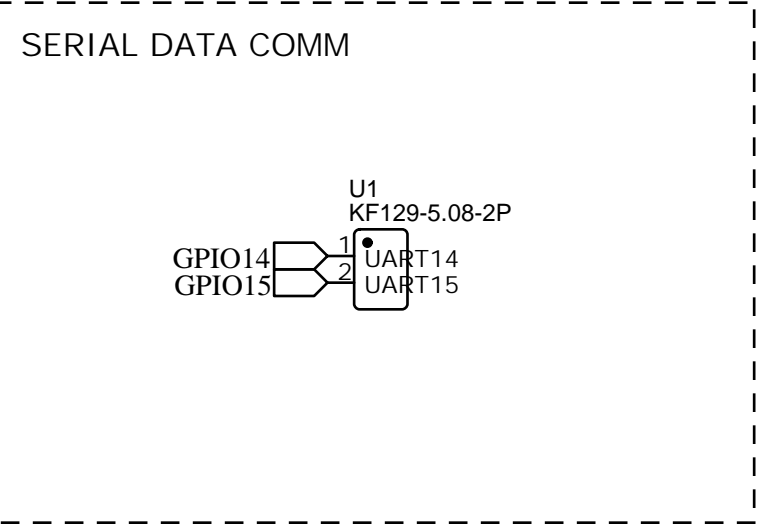 SERIAL DATA COMM
U1
KF129-5.08-2P
GPIO14 1 UART14
GPIO15 2 UART15